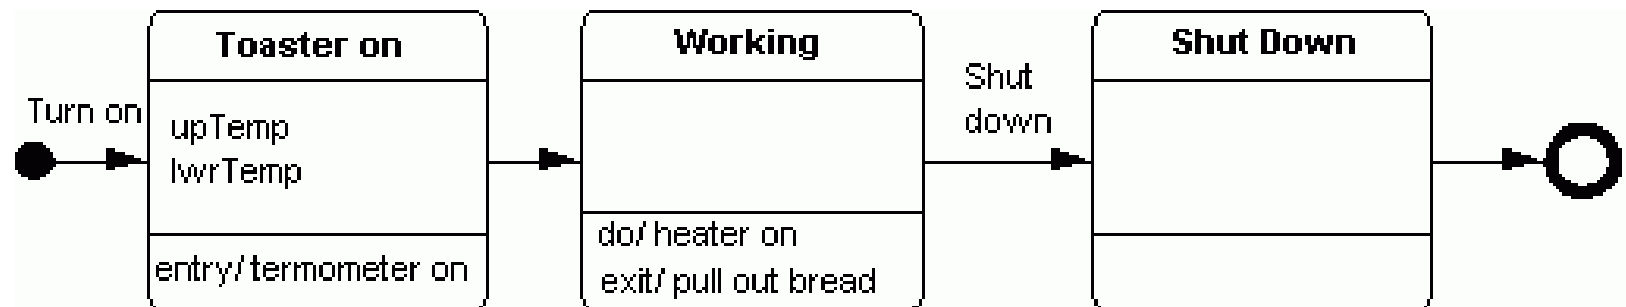 Turn on
Toaster on
upTemp
lwrTemp
entry/ termometer on
Working
do/ heater on
exit/ pull out bread
Shut
down
Shut Down